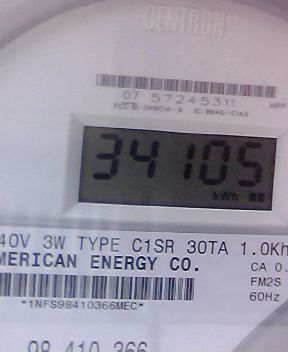 CENTRON®
07 57245311
34105
kWh
40V 3W TYPE C1SR 30TA 1.0Kh
MERICAN ENERGY CO.
CA 0.
FM2S
60Hz
*1NFS98410366MEC*
98 410 366